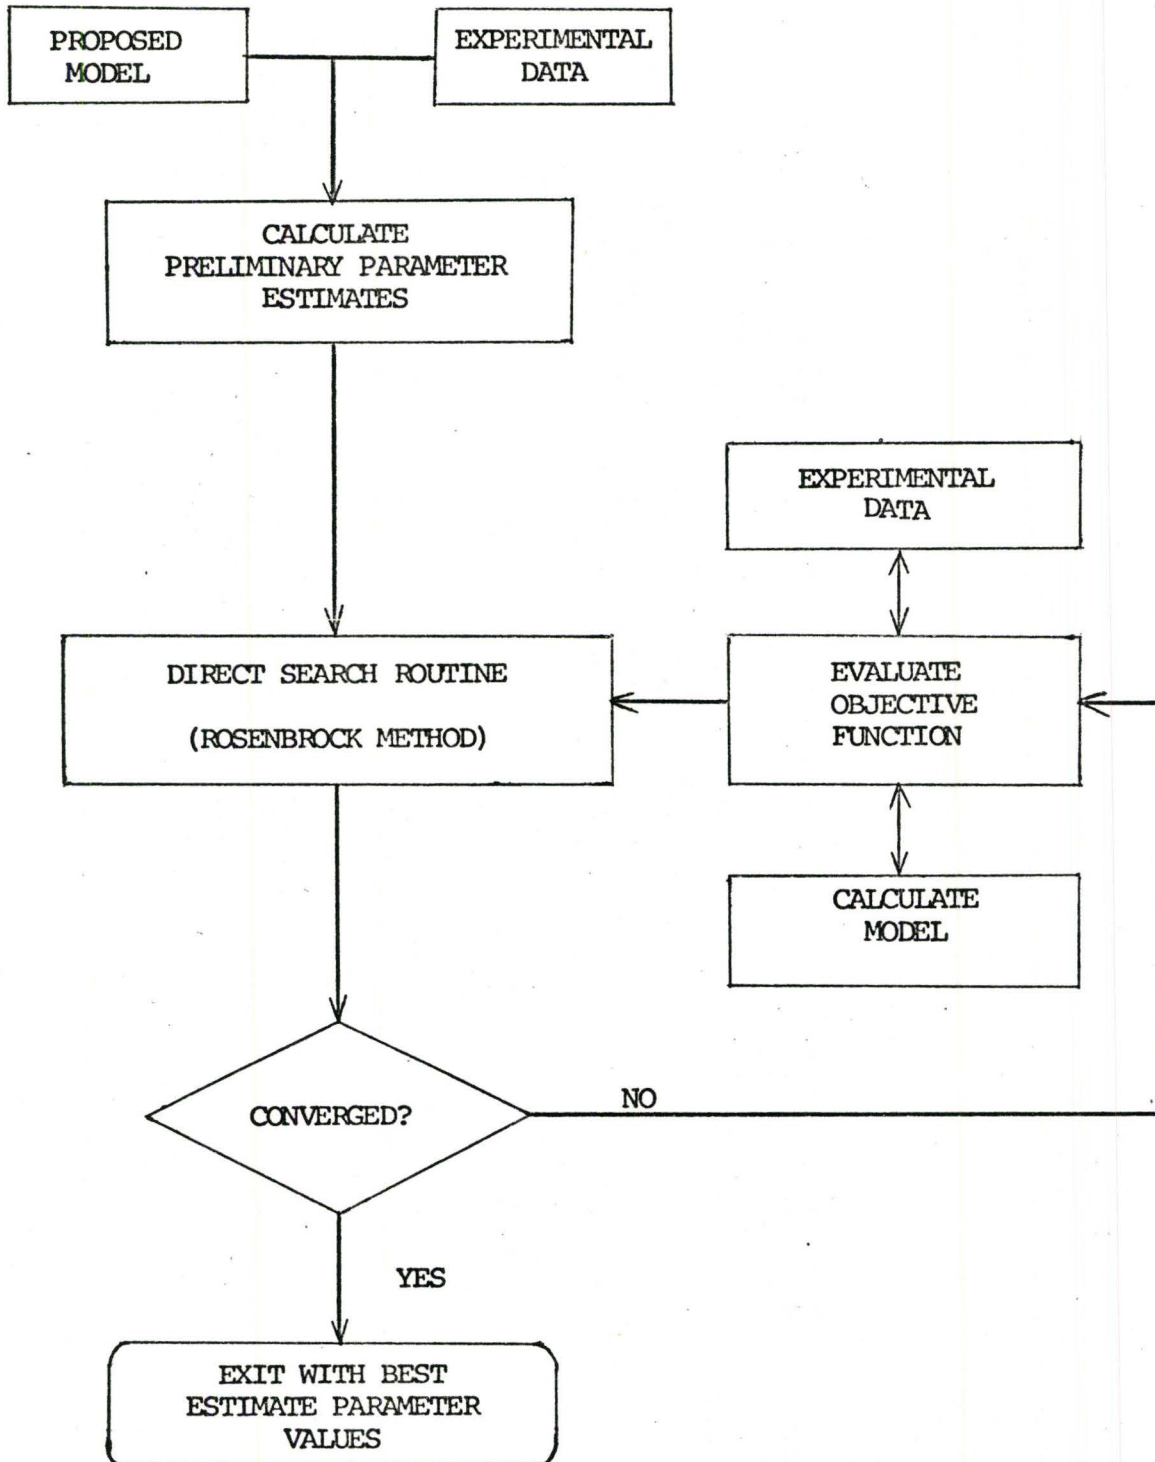 PROPOSED
MODEL
EXPERIMENTAL
DATA
CALCULATE
PRELIMINARY PARAMETER
ESTIMATES
EXPERIMENTAL
DATA
DIRECT SEARCH ROUTINE
(ROSENBROCK METHOD)
EVALUATE
OBJECTIVE
FUNCTION
CALCULATE
MODEL
CONVERGED?
NO
YES
EXIT WITH BEST
ESTIMATE PARAMETER
VALUES